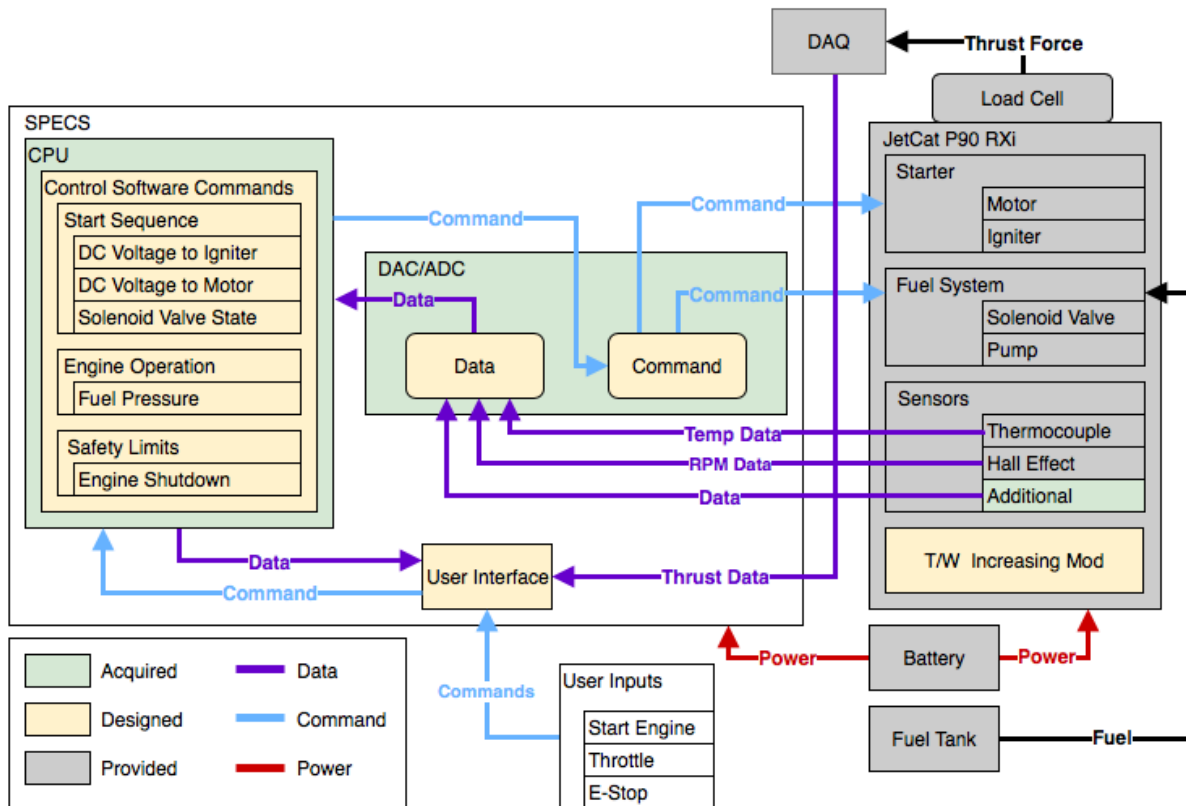 DAQ
Thrust Force
Load Cell
SPECS
CPU
Control Software Commands
Start Sequence
DC Voltage to Igniter
DC Voltage to Motor
Solenoid Valve State
Engine Operation
Fuel Pressure
Safety Limits
Engine Shutdown
Command
DAC/ADC
Data
Data
Command
Command
Command
JetCat P90 RXi
Starter
Motor
Igniter
Fuel System
Solenoid Valve
Pump
Sensors
Thermocouple
Hall Effect
Additional
T/W Increasing Mod
Temp Data
RPM Data
Data
Data
Command
User Interface
Thrust Data
Power
Battery
Power
Fuel Tank
Fuel
Commands
User Inputs
Start Engine
Throttle
E-Stop
Acquired
Designed
Provided
Data
Command
Power